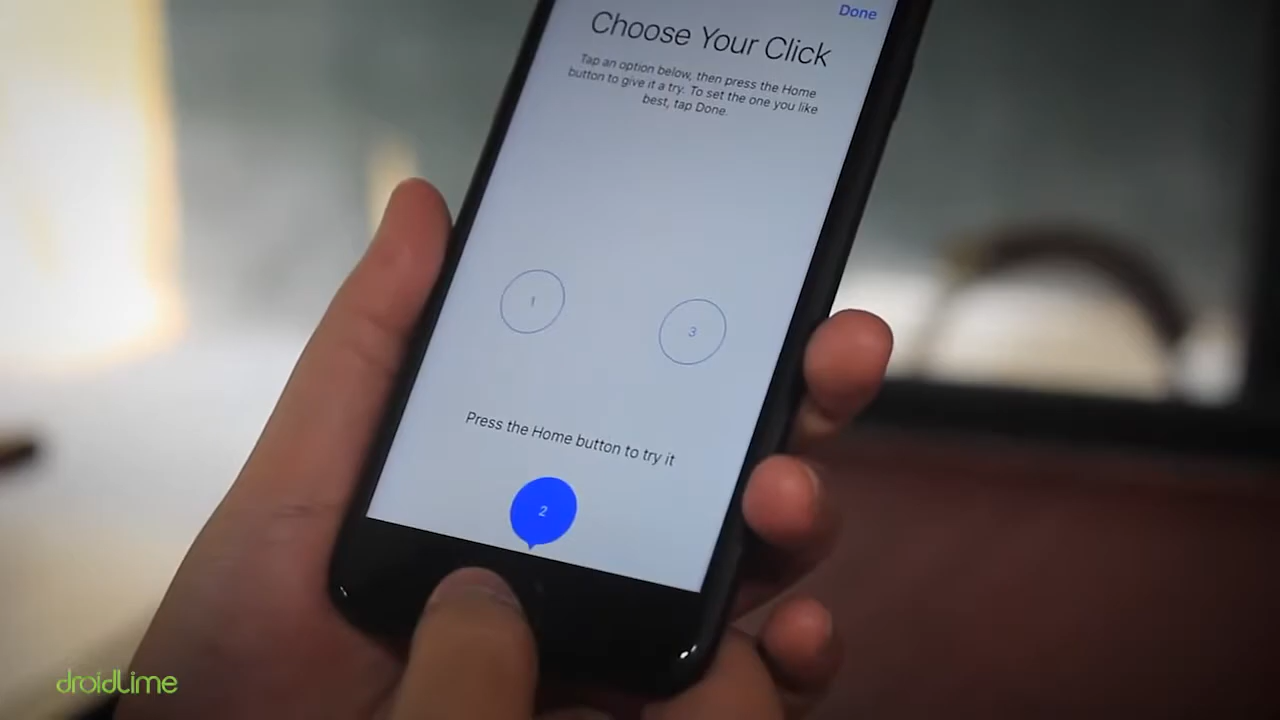 Done
Choose Your Click
Tap an option below, then press the Home
button to give it a try. To set the one you like
best, tap Done.
1
3
Press the Home button to try it
2
droidlime